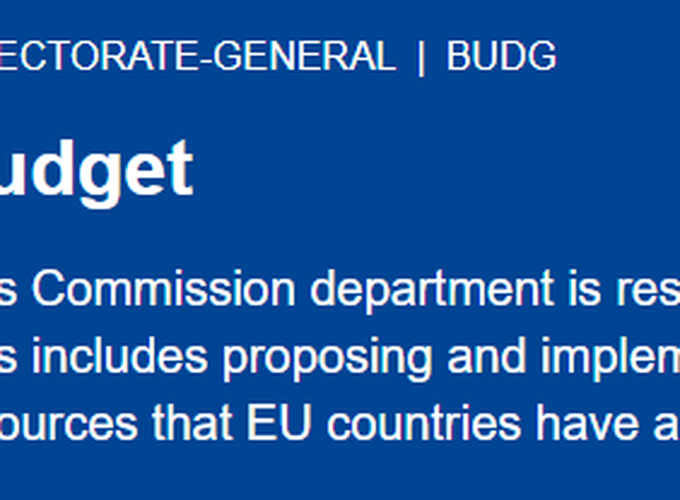 ECTORATE-GENERAL | BUDG
udget
s Commission department is res
s includes proposing and implem
ources that EU countries have a